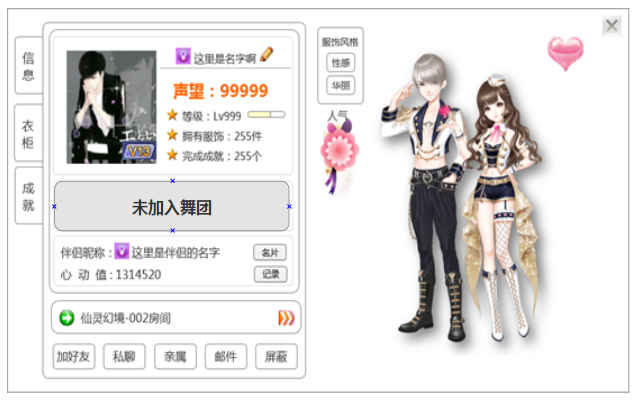 信息
衣柜
成就
这里是名字啊
声望：99999
等级：Lv999
拥有服饰：255件
完成成就：255个
V13
未加入舞团
伴侣昵称：这里是伴侣的名字
名片
心 动 值：1314520
记录
仙灵幻境-002房间
加好友 私聊 亲属 邮件 屏蔽
服饰风格
性感
华丽
人气